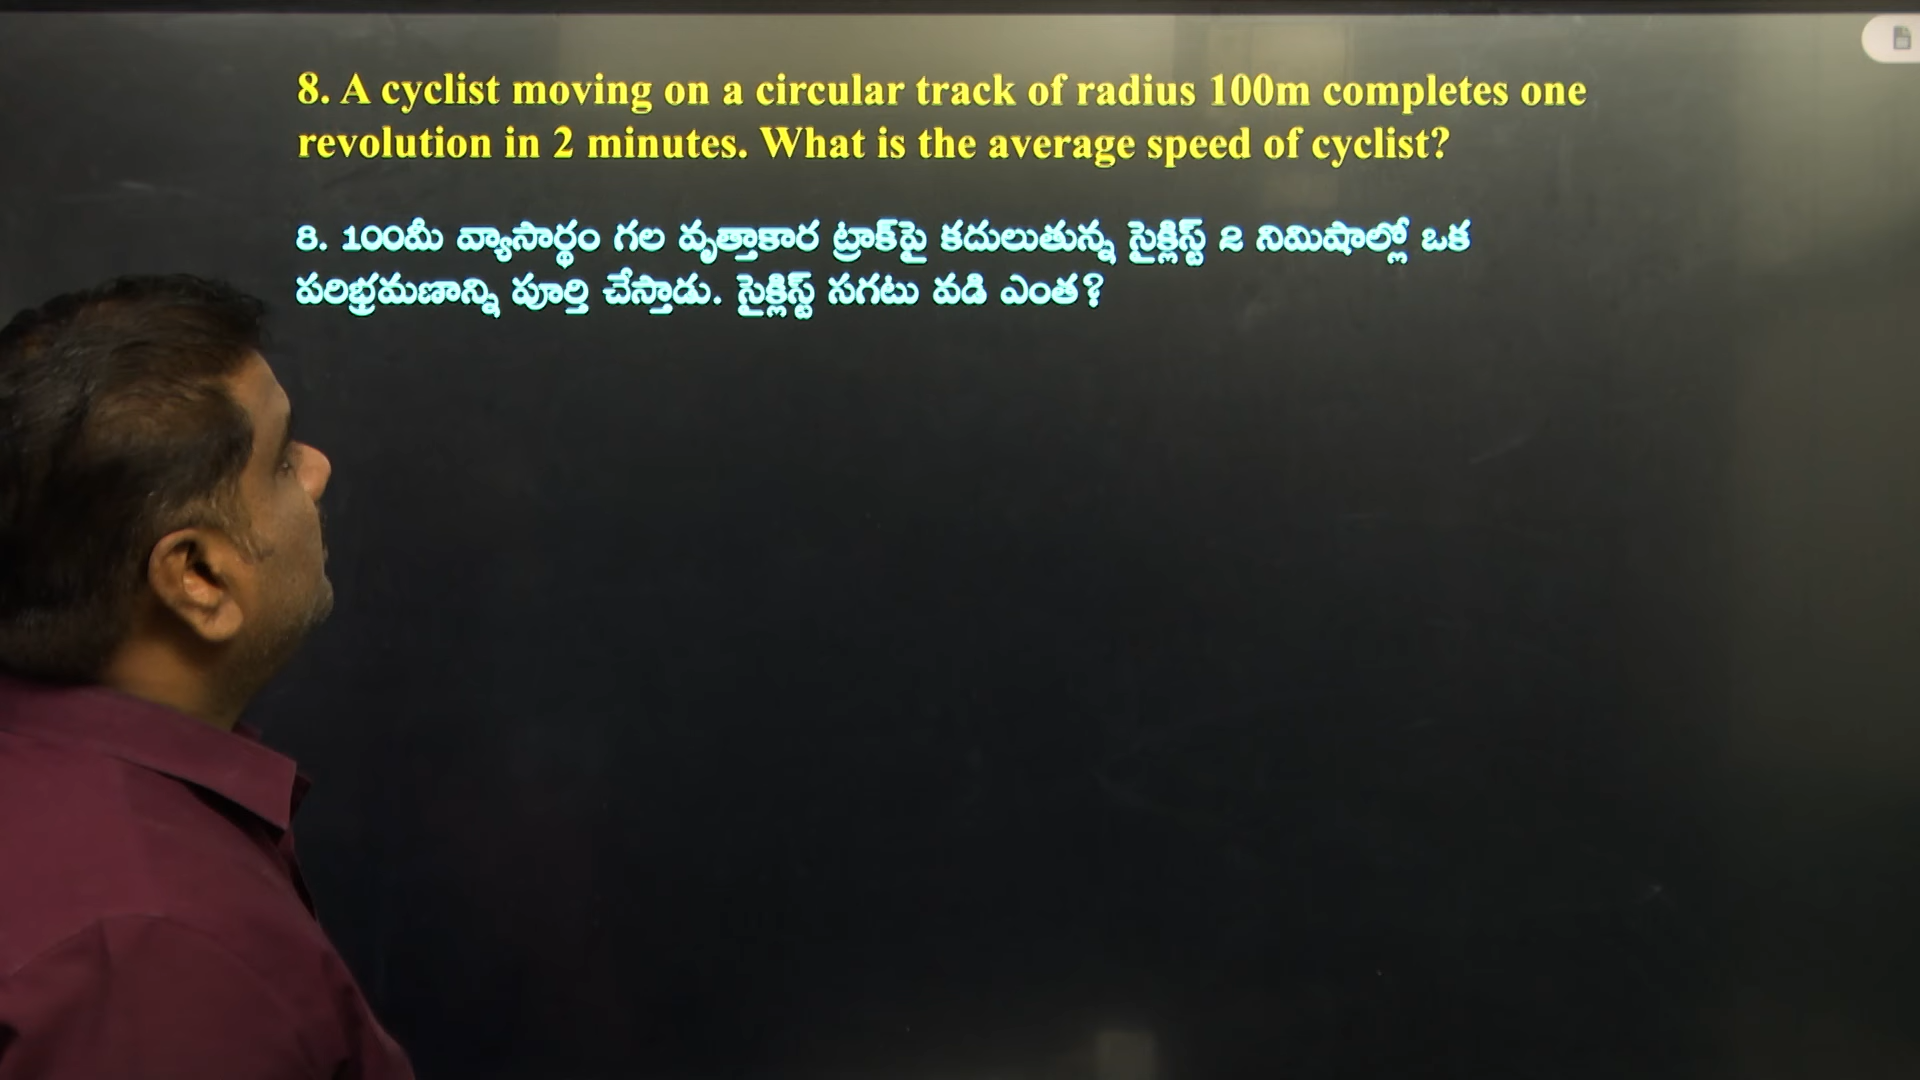 8. A cyclist moving on a circular track of radius 100m completes one
revolution in 2 minutes. What is the average speed of cyclist?
8. 100మీ వ్యాసార్థం గల వృత్తాకార ట్రాక్‌పై కదులుతున్న సైక్లిస్ట్ 2 నిమిషాల్లో ఒక
పరిభ్రమణాన్ని పూర్తి చేస్తాడు. సైక్లిస్ట్ సగటు వడి ఎంత?